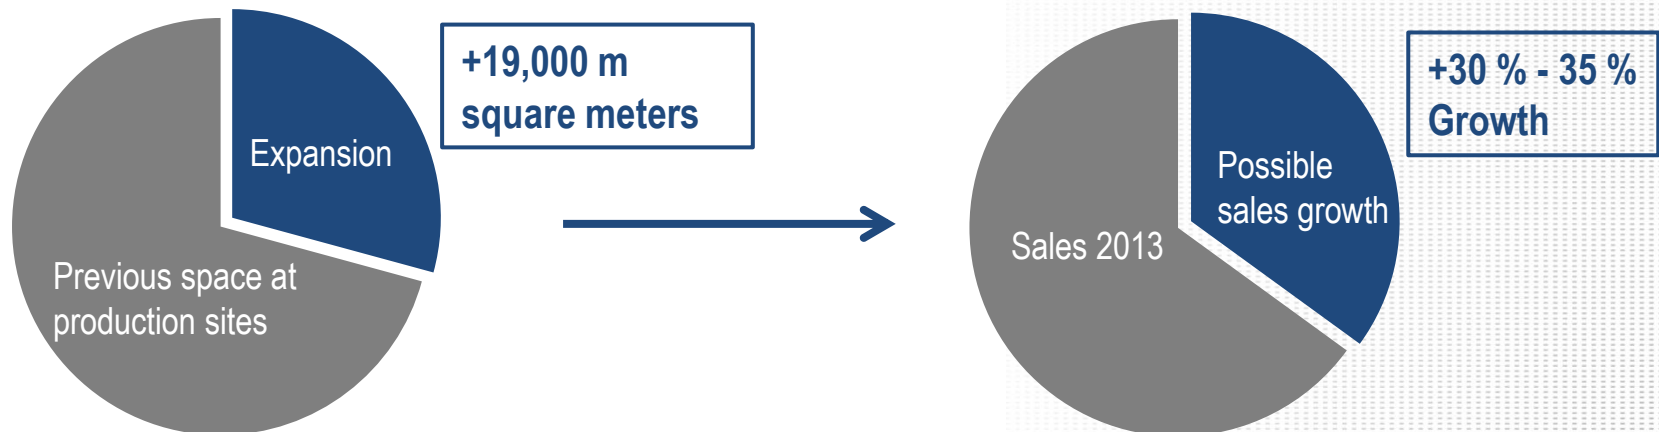 Expansion
Previous space at
production sites
+19,000 m
square meters
Sales 2013
Possible
sales growth
+30 % - 35 %
Growth